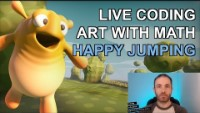 LIVE CODING
ART WITH MATH
HAPPY JUMPING